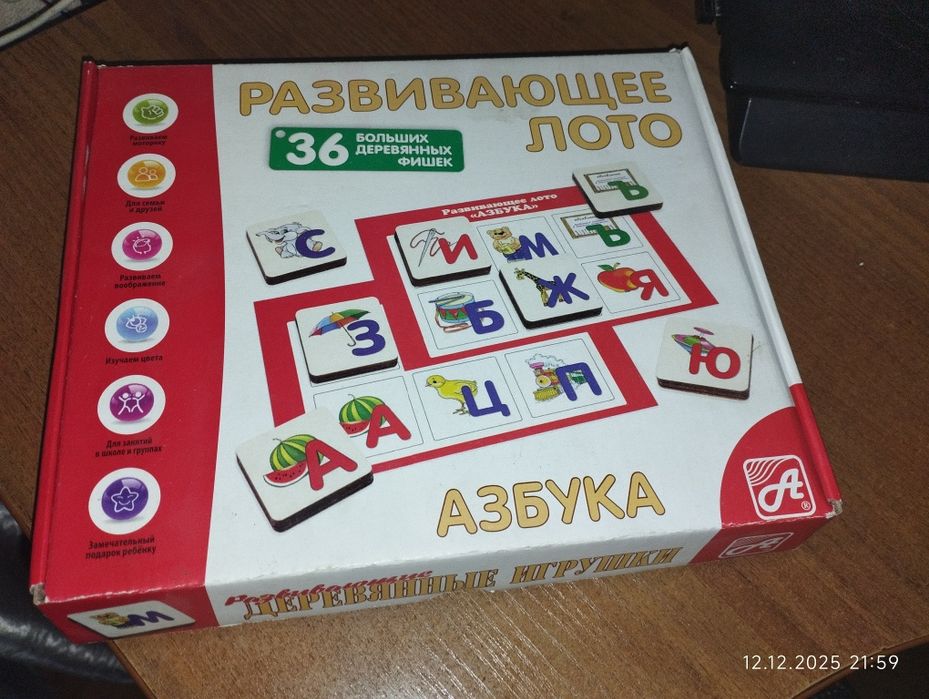 РАЗВИВАЮЩЕЕ
ЛОТО
36 БОЛЬШИХ
ДЕРЕВЯННЫХ
ФИШЕК
Развиваем
моторику
Для семьи
и друзей
Развиваем
воображение
Изучаем цвета
Для занятий
в школе и группах
Замечательный
подарок ребёнку
Развивающее лото
«АЗБУКА»
Ъ
С
И
М
Ъ
Б
Ж
Я
З
Ю
А
А
Ц
П
АЗБУКА
А
®
Развивающие
ДЕРЕВЯННЫЕ ИГРУШКИ
А
М
12.12.2025 21:59